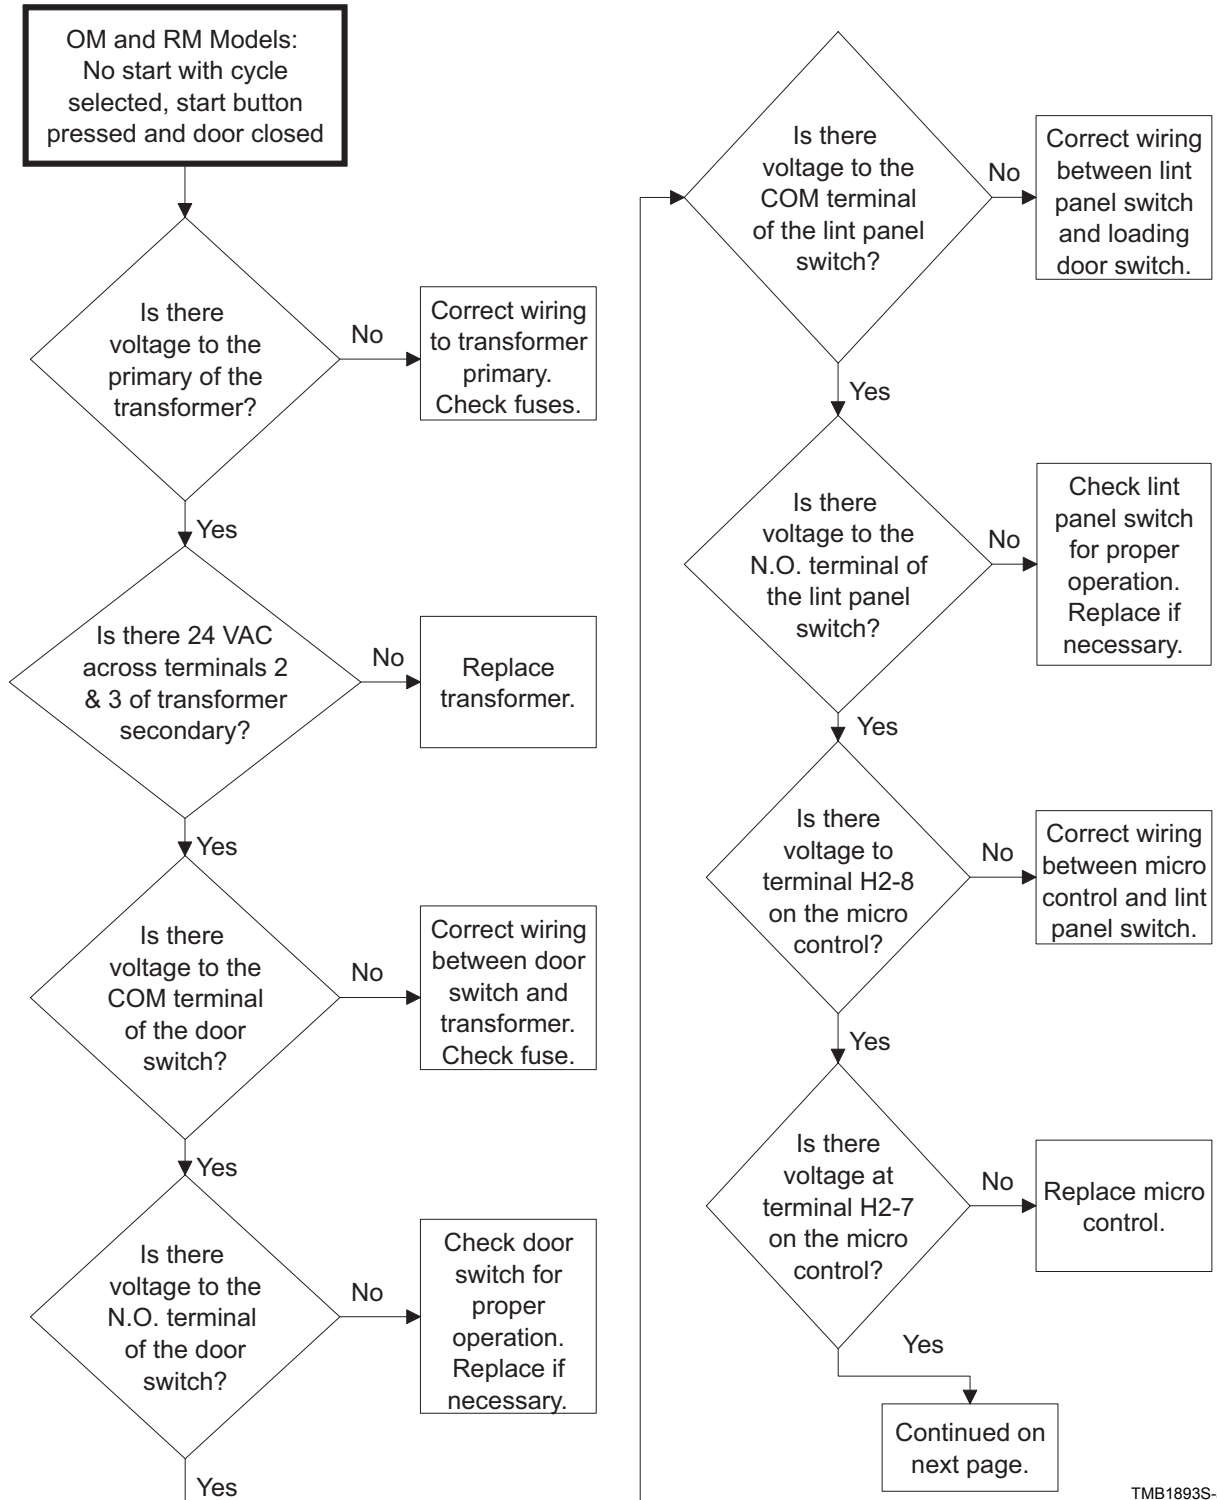 OM and RM Models:
No start with cycle
selected, start button
pressed and door closed
Is there
voltage to the
primary of the
transformer?
No
Correct wiring
to transformer
primary.
Check fuses.
Yes
Is there 24 VAC
across terminals 2
& 3 of transformer
secondary?
No
Replace
transformer.
Yes
Is there
voltage to the
COM terminal
of the door
switch?
No
Correct wiring
between door
switch and
transformer.
Check fuse.
Yes
Is there
voltage to the
N.O. terminal
of the door
switch?
No
Check door
switch for
proper
operation.
Replace if
necessary.
Yes
Is there
voltage to the
COM terminal
of the lint panel
switch?
No
Correct wiring
between lint
panel switch
and loading
door switch.
Yes
Is there
voltage to the
N.O. terminal of
the lint panel
switch?
No
Check lint
panel switch
for proper
operation.
Replace if
necessary.
Yes
Is there
voltage to
terminal H2-8
on the micro
control?
No
Correct wiring
between micro
control and lint
panel switch.
Yes
Is there
voltage at
terminal H2-7
on the micro
control?
No
Replace micro
control.
Yes
Continued on
next page.
TMB1893S-